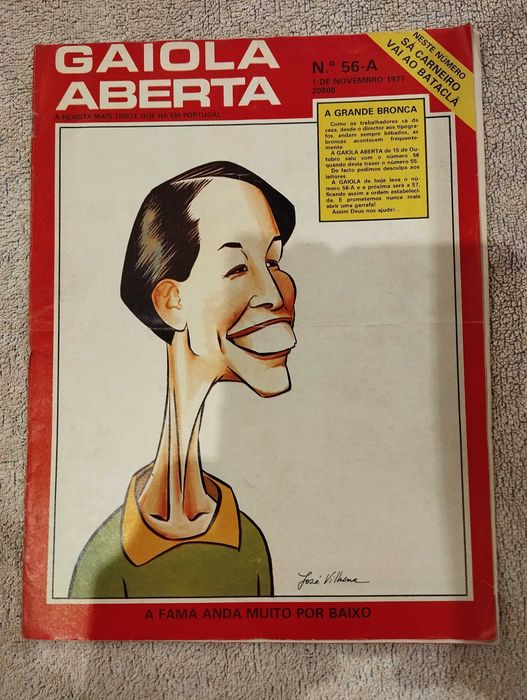 GAIOLA
ABERTA
A REVISTA MAIS TRISTE QUE HÁ EM PORTUGAL
N.º 56-A
1 DE NOVEMBRO 1977
20$00
NESTE NÚMERO
SÁ CARNEIRO
VAI AO BATACLÃ
A GRANDE BRONCA
Como os trabalhadores cá da
casa, desde o director aos tipógra-
fos, andam sempre bêbados, as
broncas acontecem frequente-
mente.
A GAIOLA ABERTA de 15 de Ou-
tubro saiu com o número 56
quando devia trazer o número 55.
De facto pedimos desculpa aos
leitores.
A GAIOLA de hoje leva o nú-
mero 56-A e a próxima será a 57,
ficando assim a ordem estabeleci-
da. E prometemos nunca mais
abrir uma garrafa!
Assim Deus nos ajude!...
José Vilhena
A FAMA ANDA MUITO POR BAIXO